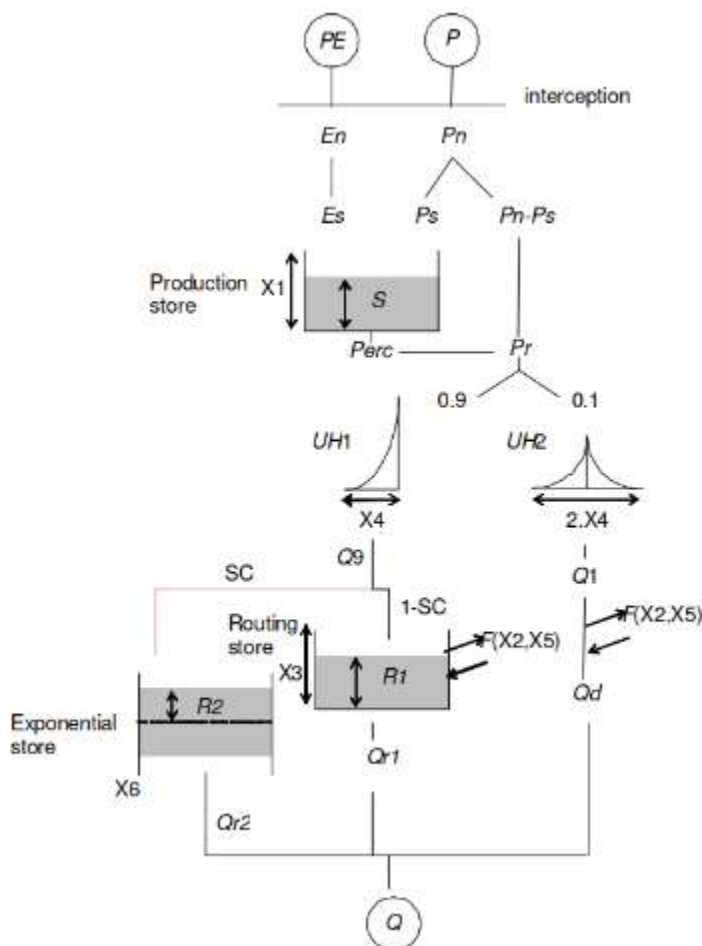 PE P
interception
En Pn
Es Ps Pn-Ps
Production
store
X1
S
Perc Pr
0.9 0.1
UH1 UH2
X4 2.X4
Q9 Q1
SC
1-SC
Routing
store
F(X2,X5) F(X2,X5)
X3
R1
R2
Qd
Exponential
store
X6
Qr1
Qr2
Q